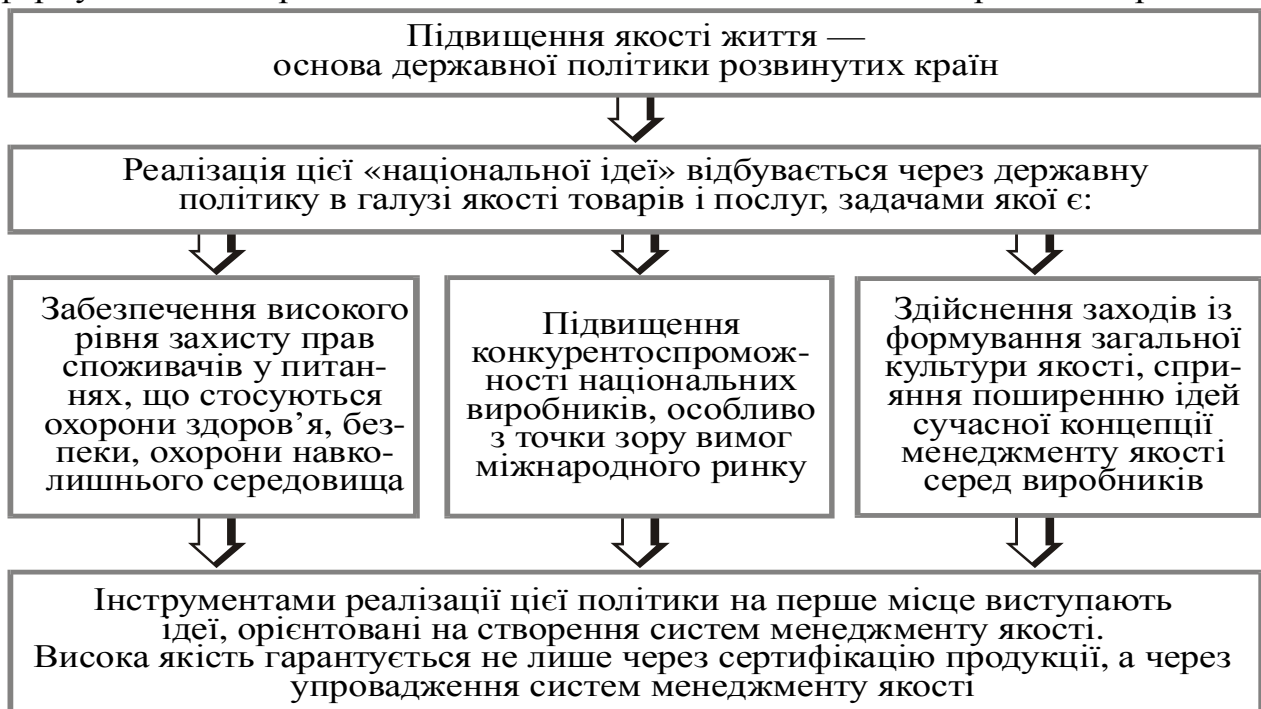 Підвищення якості життя —
основа державної політики розвинутих країн
Реалізація цієї «національної ідеї» відбувається через державну
політику в галузі якості товарів і послуг, задачами якої є:
Забезпечення високого
рівня захисту прав
споживачів у питан-
нях, що стосуються
охорони здоров’я, без-
пеки, охорони навко-
лишнього середовища
Підвищення
конкурентоспромож-
ності національних
виробників, особливо
з точки зору вимог
міжнародного ринку
Здійснення заходів із
формування загальної
культури якості, спри-
яння поширенню ідей
сучасної концепції
менеджменту якості
серед виробників
Інструментами реалізації цієї політики на перше місце виступають
ідеї, орієнтовані на створення систем менеджменту якості.
Висока якість гарантується не лише через сертифікацію продукції, а через
упровадження систем менеджменту якості